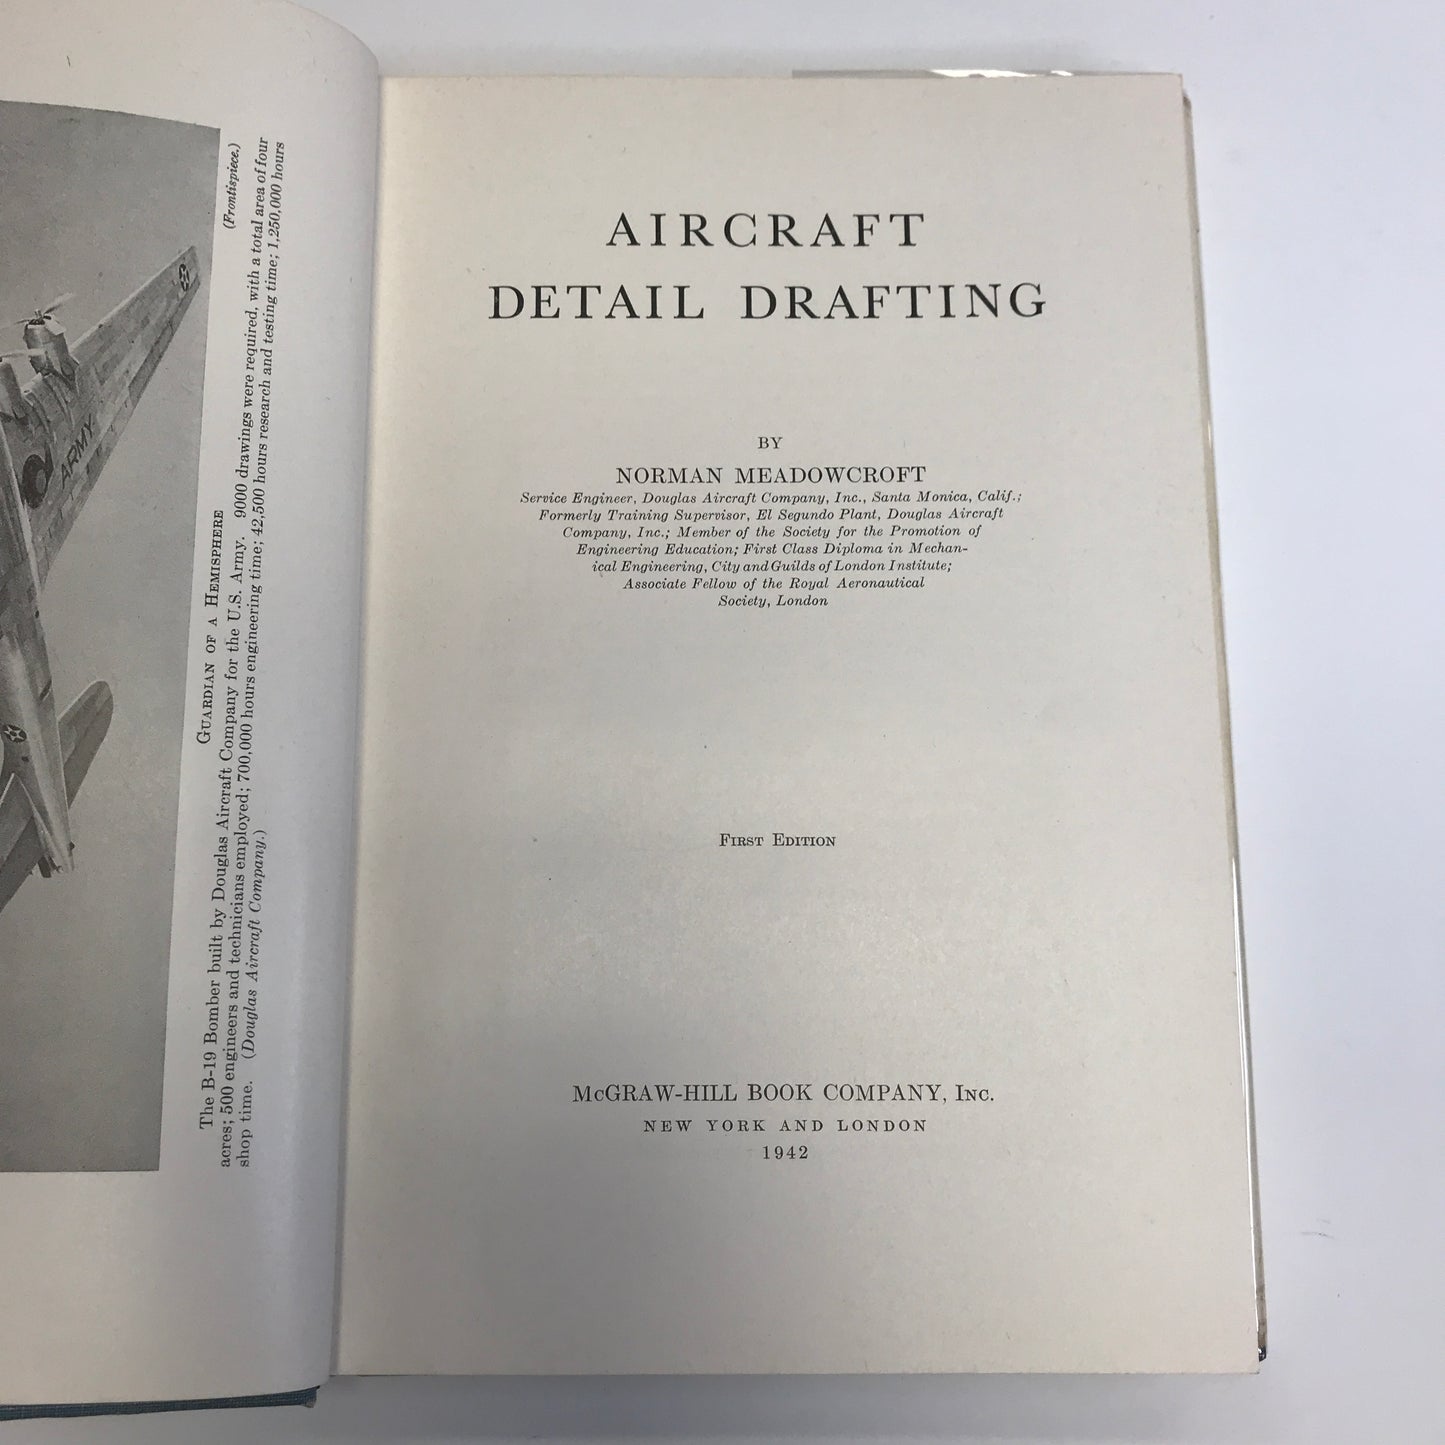 ARMY
GUARDIAN OF A HEMISPHERE
The B-19 Bomber built by Douglas Aircraft Company for the U.S. Army. 9000 drawings were required, with a total area of four
acres; 500 engineers and technicians employed; 700,000 hours engineering time; 42,500 hours research and testing time; 1,250,000 hours
shop time. (Douglas Aircraft Company.)
(Frontispiece.)
AIRCRAFT
DETAIL DRAFTING
BY
NORMAN MEADOWCROFT
Service Engineer, Douglas Aircraft Company, Inc., Santa Monica, Calif.;
Formerly Training Supervisor, El Segundo Plant, Douglas Aircraft
Company, Inc.; Member of the Society for the Promotion of
Engineering Education; First Class Diploma in Mechan-
ical Engineering, City and Guilds of London Institute;
Associate Fellow of the Royal Aeronautical
Society, London
FIRST EDITION
McGRAW-HILL BOOK COMPANY, INC.
NEW YORK AND LONDON
1942